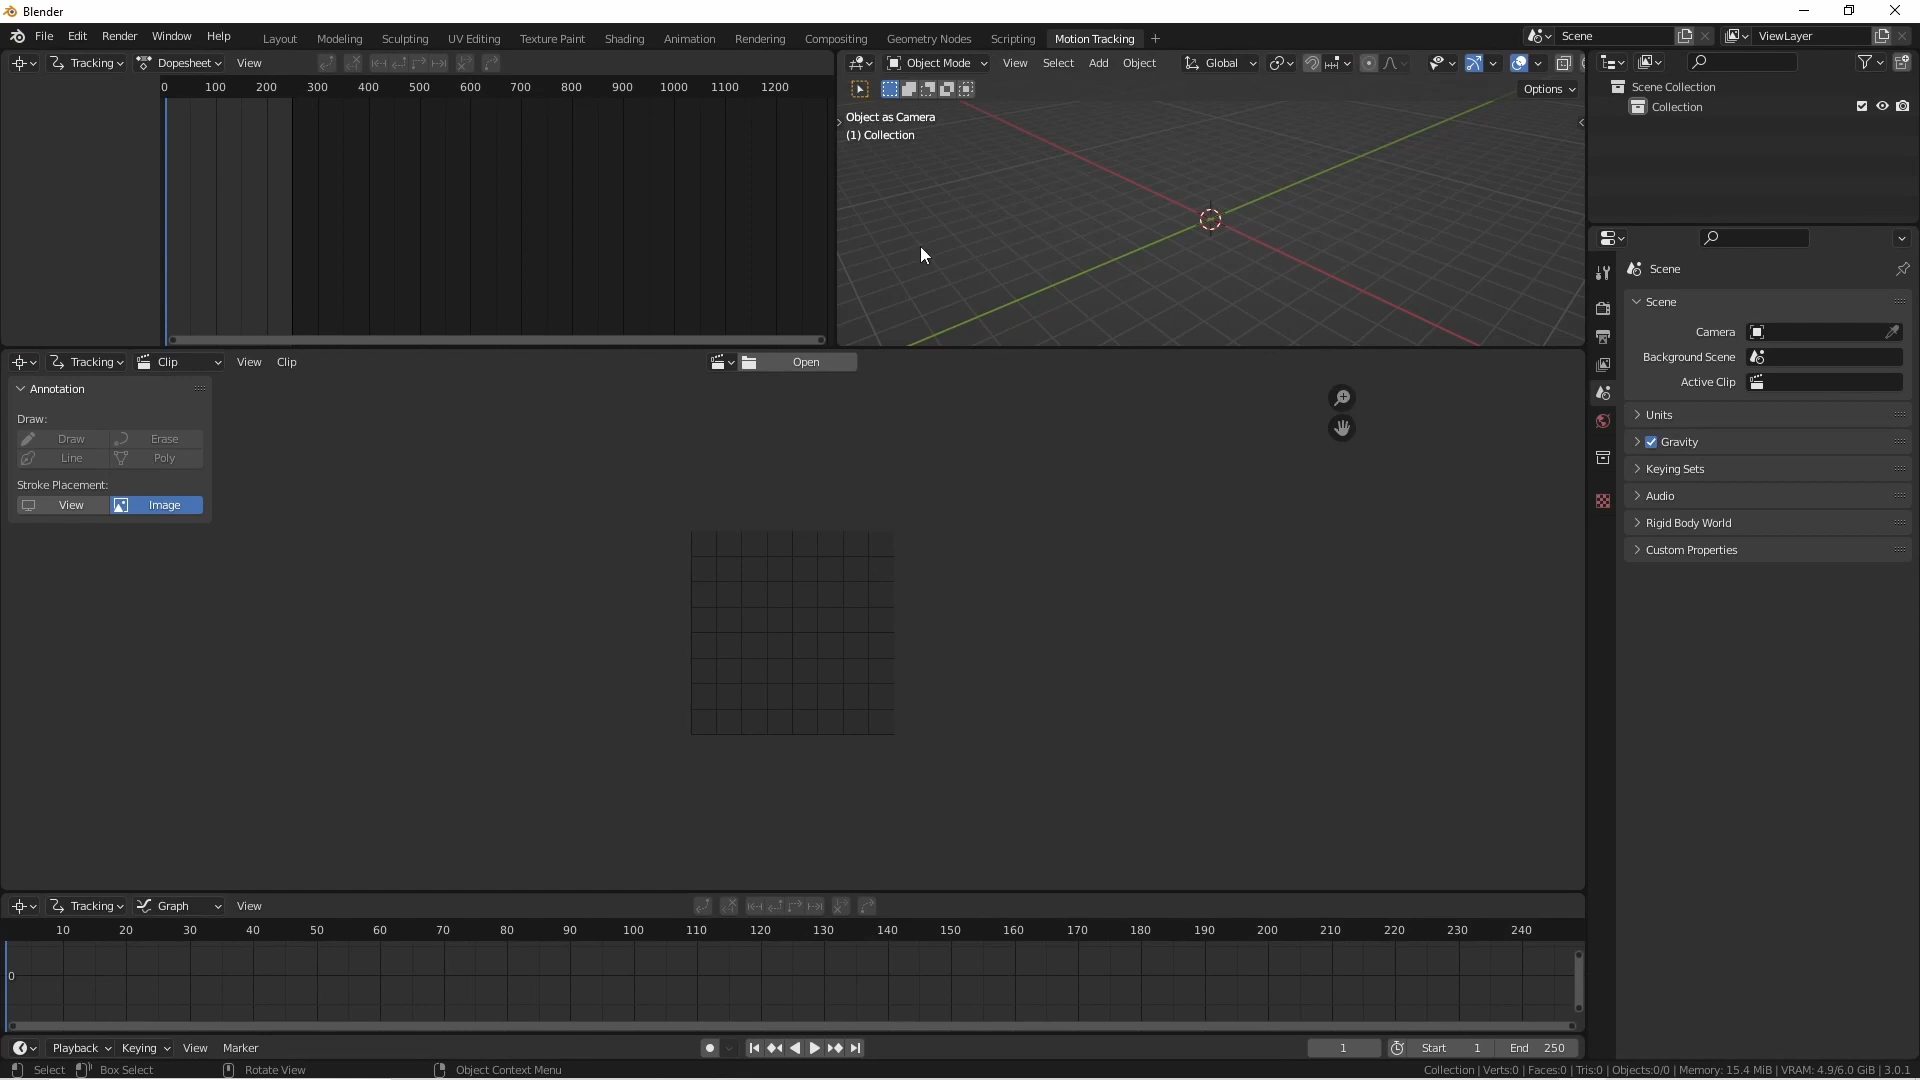 Blender
File Edit Render Window Help Layout Modeling Sculpting UV Editing Texture Paint Shading Animation Rendering Compositing Geometry Nodes Scripting Motion Tracking + Scene ViewLayer
Tracking Dopesheet View
0 100 200 300 400 500 600 700 800 900 1000 1100 1200
Object Mode View Select Add Object Global
Options
Object as Camera
(1) Collection
Scene Collection
Collection
Scene
Scene
Camera
Background Scene
Active Clip
Units
Gravity
Keying Sets
Audio
Rigid Body World
Custom Properties
Tracking Clip View Clip Open
Annotation
Draw:
Draw Erase
Line Poly
Stroke Placement:
View Image
Tracking Graph View
10 20 30 40 50 60 70 80 90 100 110 120 130 140 150 160 170 180 190 200 210 220 230 240
0
Playback Keying View Marker 1 Start 1 End 250
Select Box Select Rotate View Object Context Menu Collection | Verts:0 | Faces:0 | Tris:0 | Objects:0/0 | Memory: 15.4 MiB | VRAM: 4.9/6.0 GiB | 3.0.1